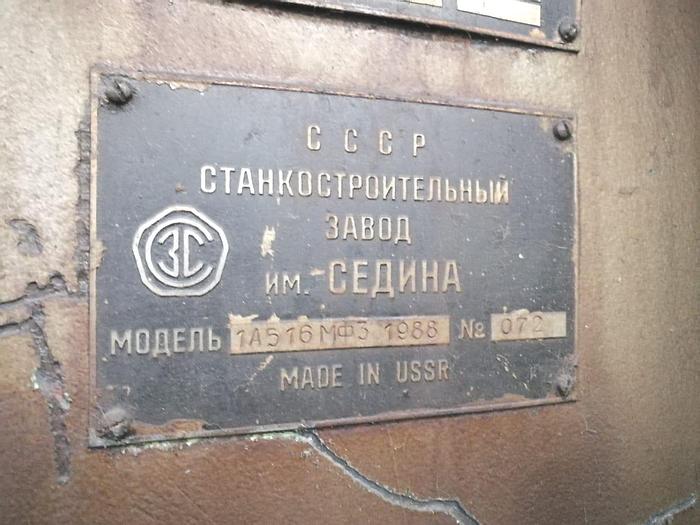 СССР
СТАНКОСТРОИТЕЛЬНЫЙ
ЗАВОД
ЗС
им. СЕДИНА
МОДЕЛЬ 1А516МФ3 1988 № 072
MADE IN USSR